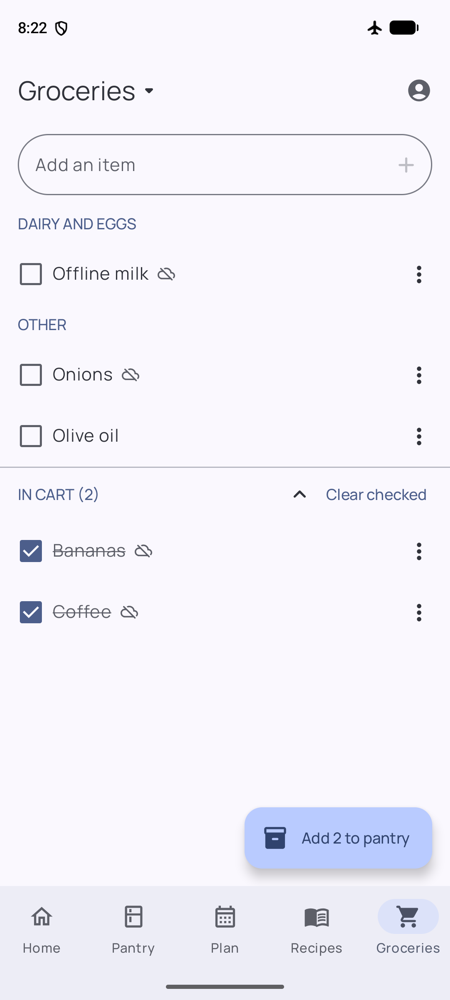 8:22
Groceries
Add an item
DAIRY AND EGGS
Offline milk
OTHER
Onions
Olive oil
IN CART (2)
Clear checked
Bananas
Coffee
Add 2 to pantry
Home
Pantry
Plan
Recipes
Groceries